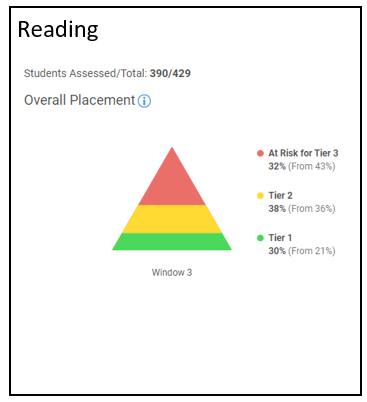 Reading
Students Assessed/Total: 390/429
Overall Placement
At Risk for Tier 3
32% (From 43%)
Tier 2
38% (From 36%)
Tier 1
30% (From 21%)
Window 3